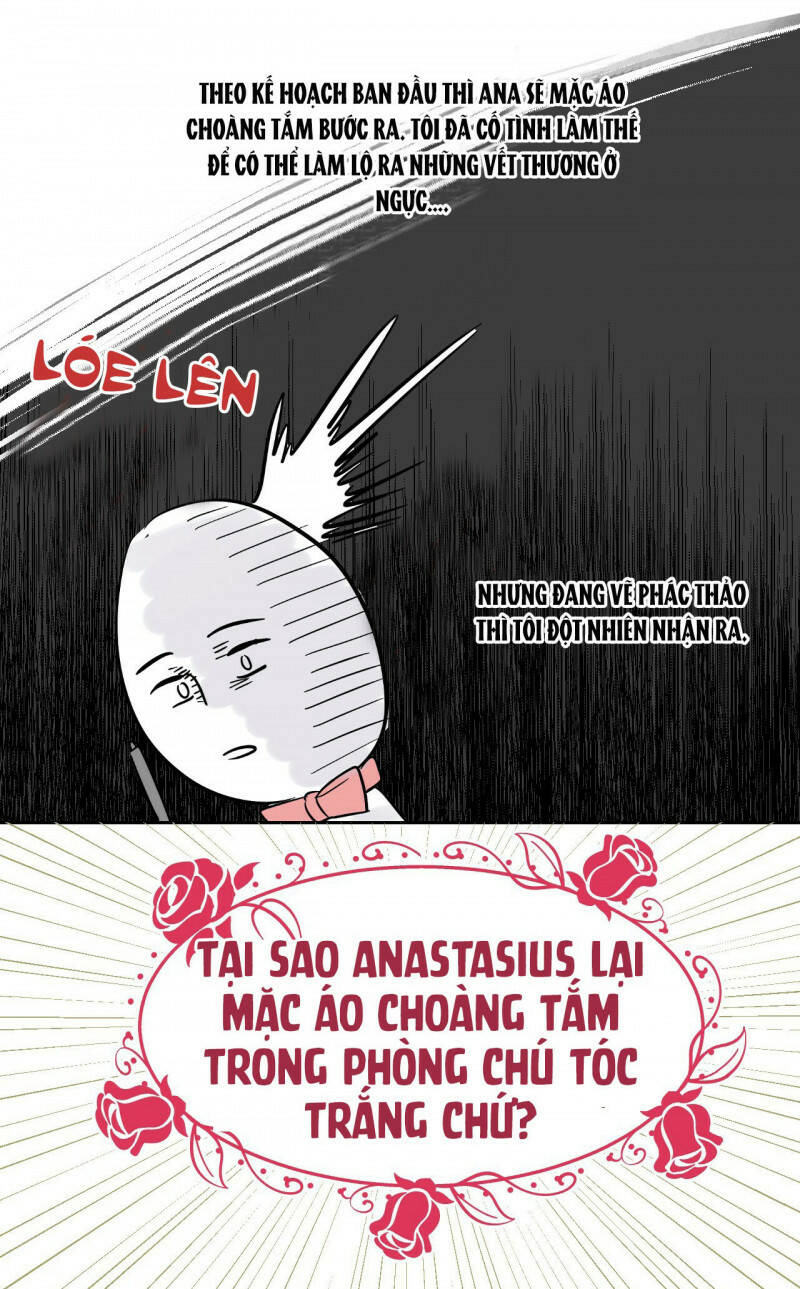 THEO KẾ HOẠCH BAN ĐẦU THÌ ANA SẼ MẶC ÁO
CHOÀNG TẮM BƯỚC RA. TÔI ĐÃ CỐ TÌNH LÀM THẾ
ĐỂ CÓ THỂ LÀM LỘ RA NHỮNG VẾT THƯƠNG Ở
NGỰC....
LÓE LÊN
NHƯNG ĐANG VẼ PHÁC THẢO
THÌ TÔI ĐỘT NHIÊN NHẬN RA.
TẠI SAO ANASTASIUS LẠI
MẶC ÁO CHOÀNG TẮM
TRONG PHÒNG CHÚ TÓC
TRẮNG CHỨ?